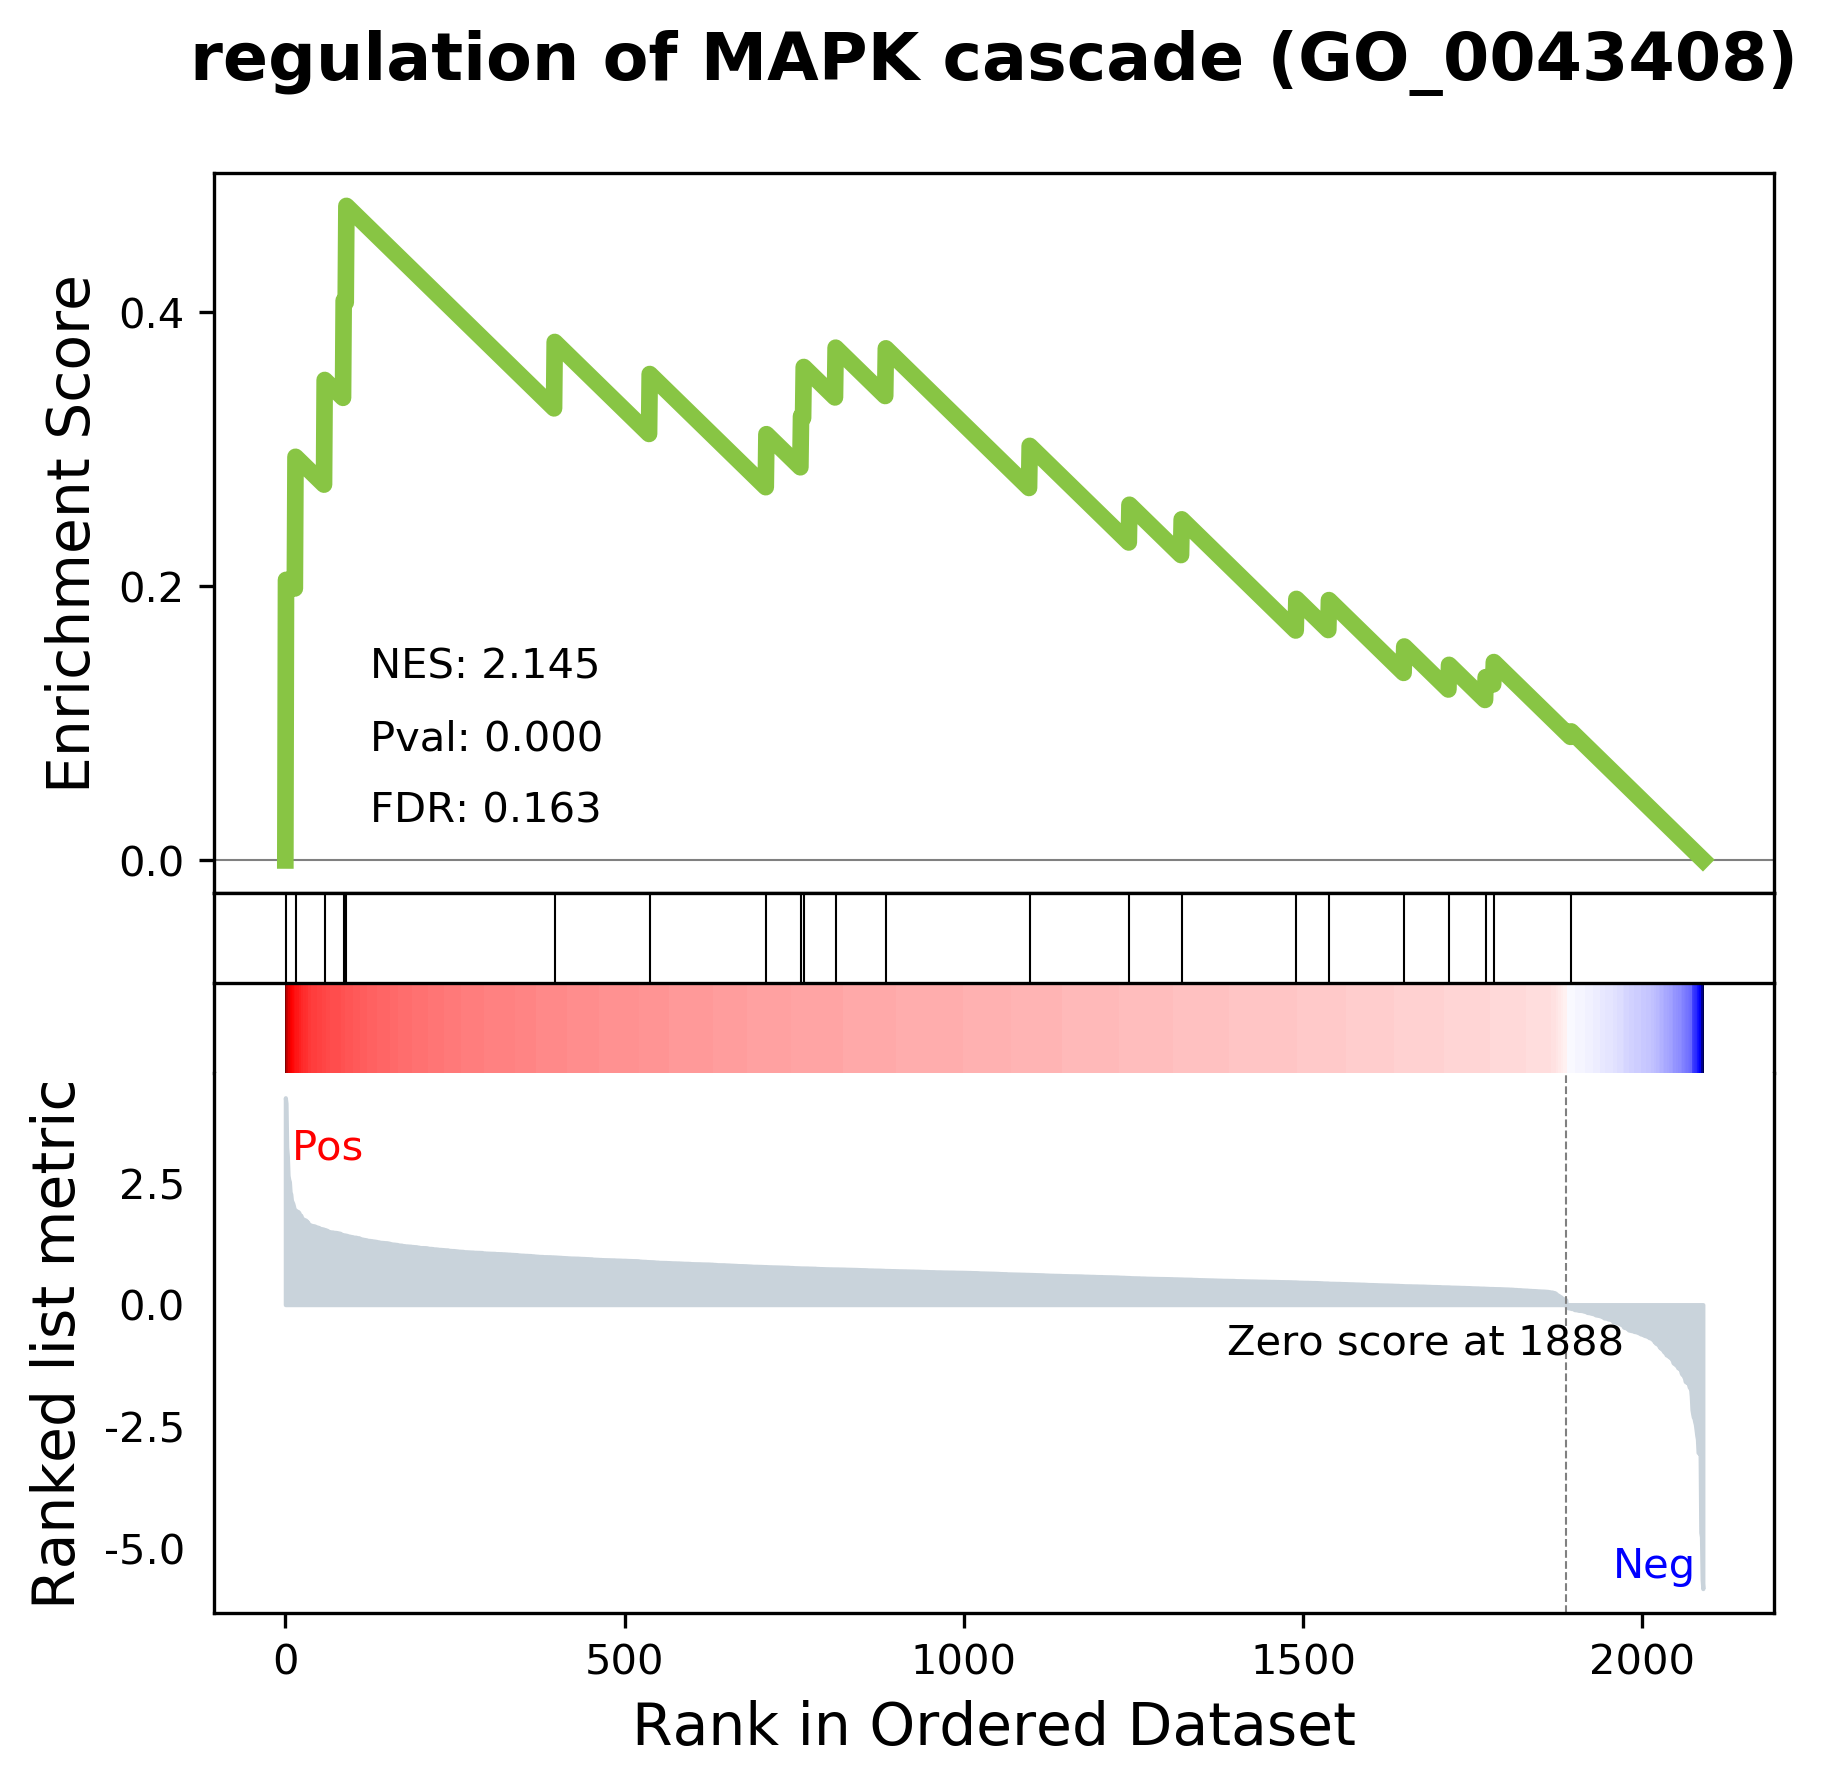 regulation of MAPK cascade (GO_0043408)
Enrichment Score
0.4
0.2
0.0
NES: 2.145
Pval: 0.000
FDR: 0.163
Ranked list metric
2.5
0.0
-2.5
-5.0
Pos
Zero score at 1888
Neg
0 500 1000 1500 2000
Rank in Ordered Dataset